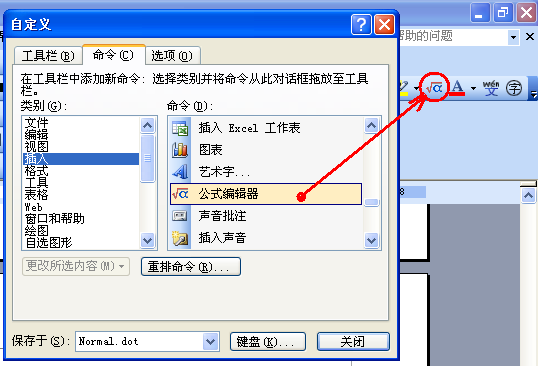 自定义
帮助的问题
工具栏(B) 命令(C) 选项(O)
在工具栏中添加新命令: 选择类别并将命令从此对话框拖放至工具
栏。
类别(G): 命令(D):
文件
编辑
视图
插入
格式
工具
表格
Web
窗口和帮助
绘图
自选图形
插入 Excel 工作表
图表
艺术字...
√α 公式编辑器
声音批注
插入声音
√α A wén 字
8
更改所选内容(M) 重排命令(R)...
保存于(S): Normal.dot 键盘(K)... 关闭